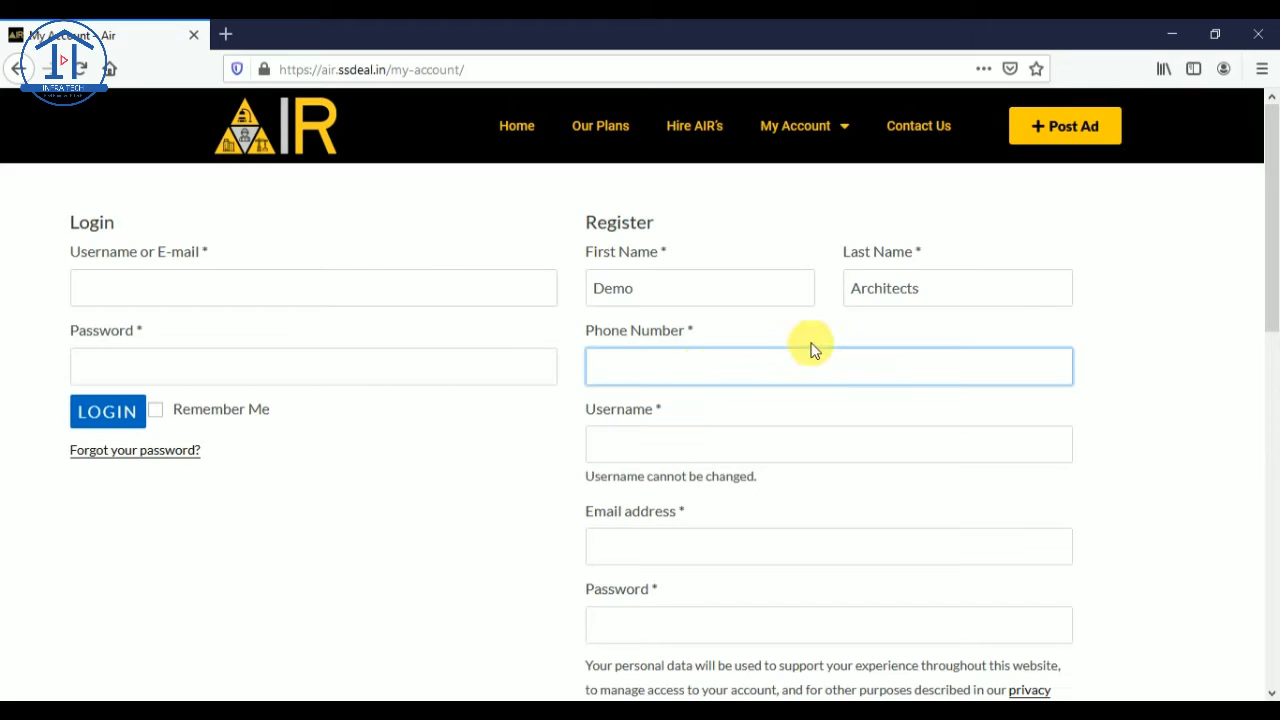 My Account - Air
INFRA TECH
https://air.ssdeal.in/my-account/
AIR
Home
Our Plans
Hire AIR's
My Account
Contact Us
+ Post Ad
Login
Username or E-mail *
Password *
LOGIN
Remember Me
Forgot your password?
Register
First Name *
Last Name *
Demo
Architects
Phone Number *
Username *
Username cannot be changed.
Email address *
Password *
Your personal data will be used to support your experience throughout this website,
to manage access to your account, and for other purposes described in our privacy